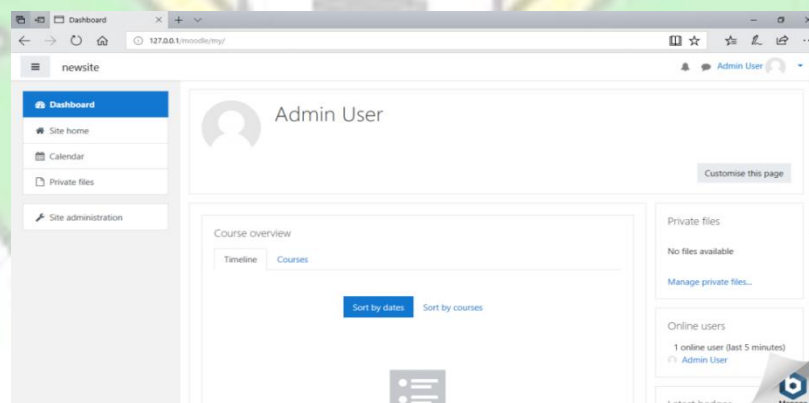 Dashboard
127.0.0.1/moodle/my/
newsite
Admin User
Dashboard
Site home
Calendar
Private files
Site administration
Admin User
Customise this page
Course overview
Timeline Courses
Sort by dates Sort by courses
Private files
No files available
Manage private files...
Online users
1 online user (last 5 minutes)
Admin User